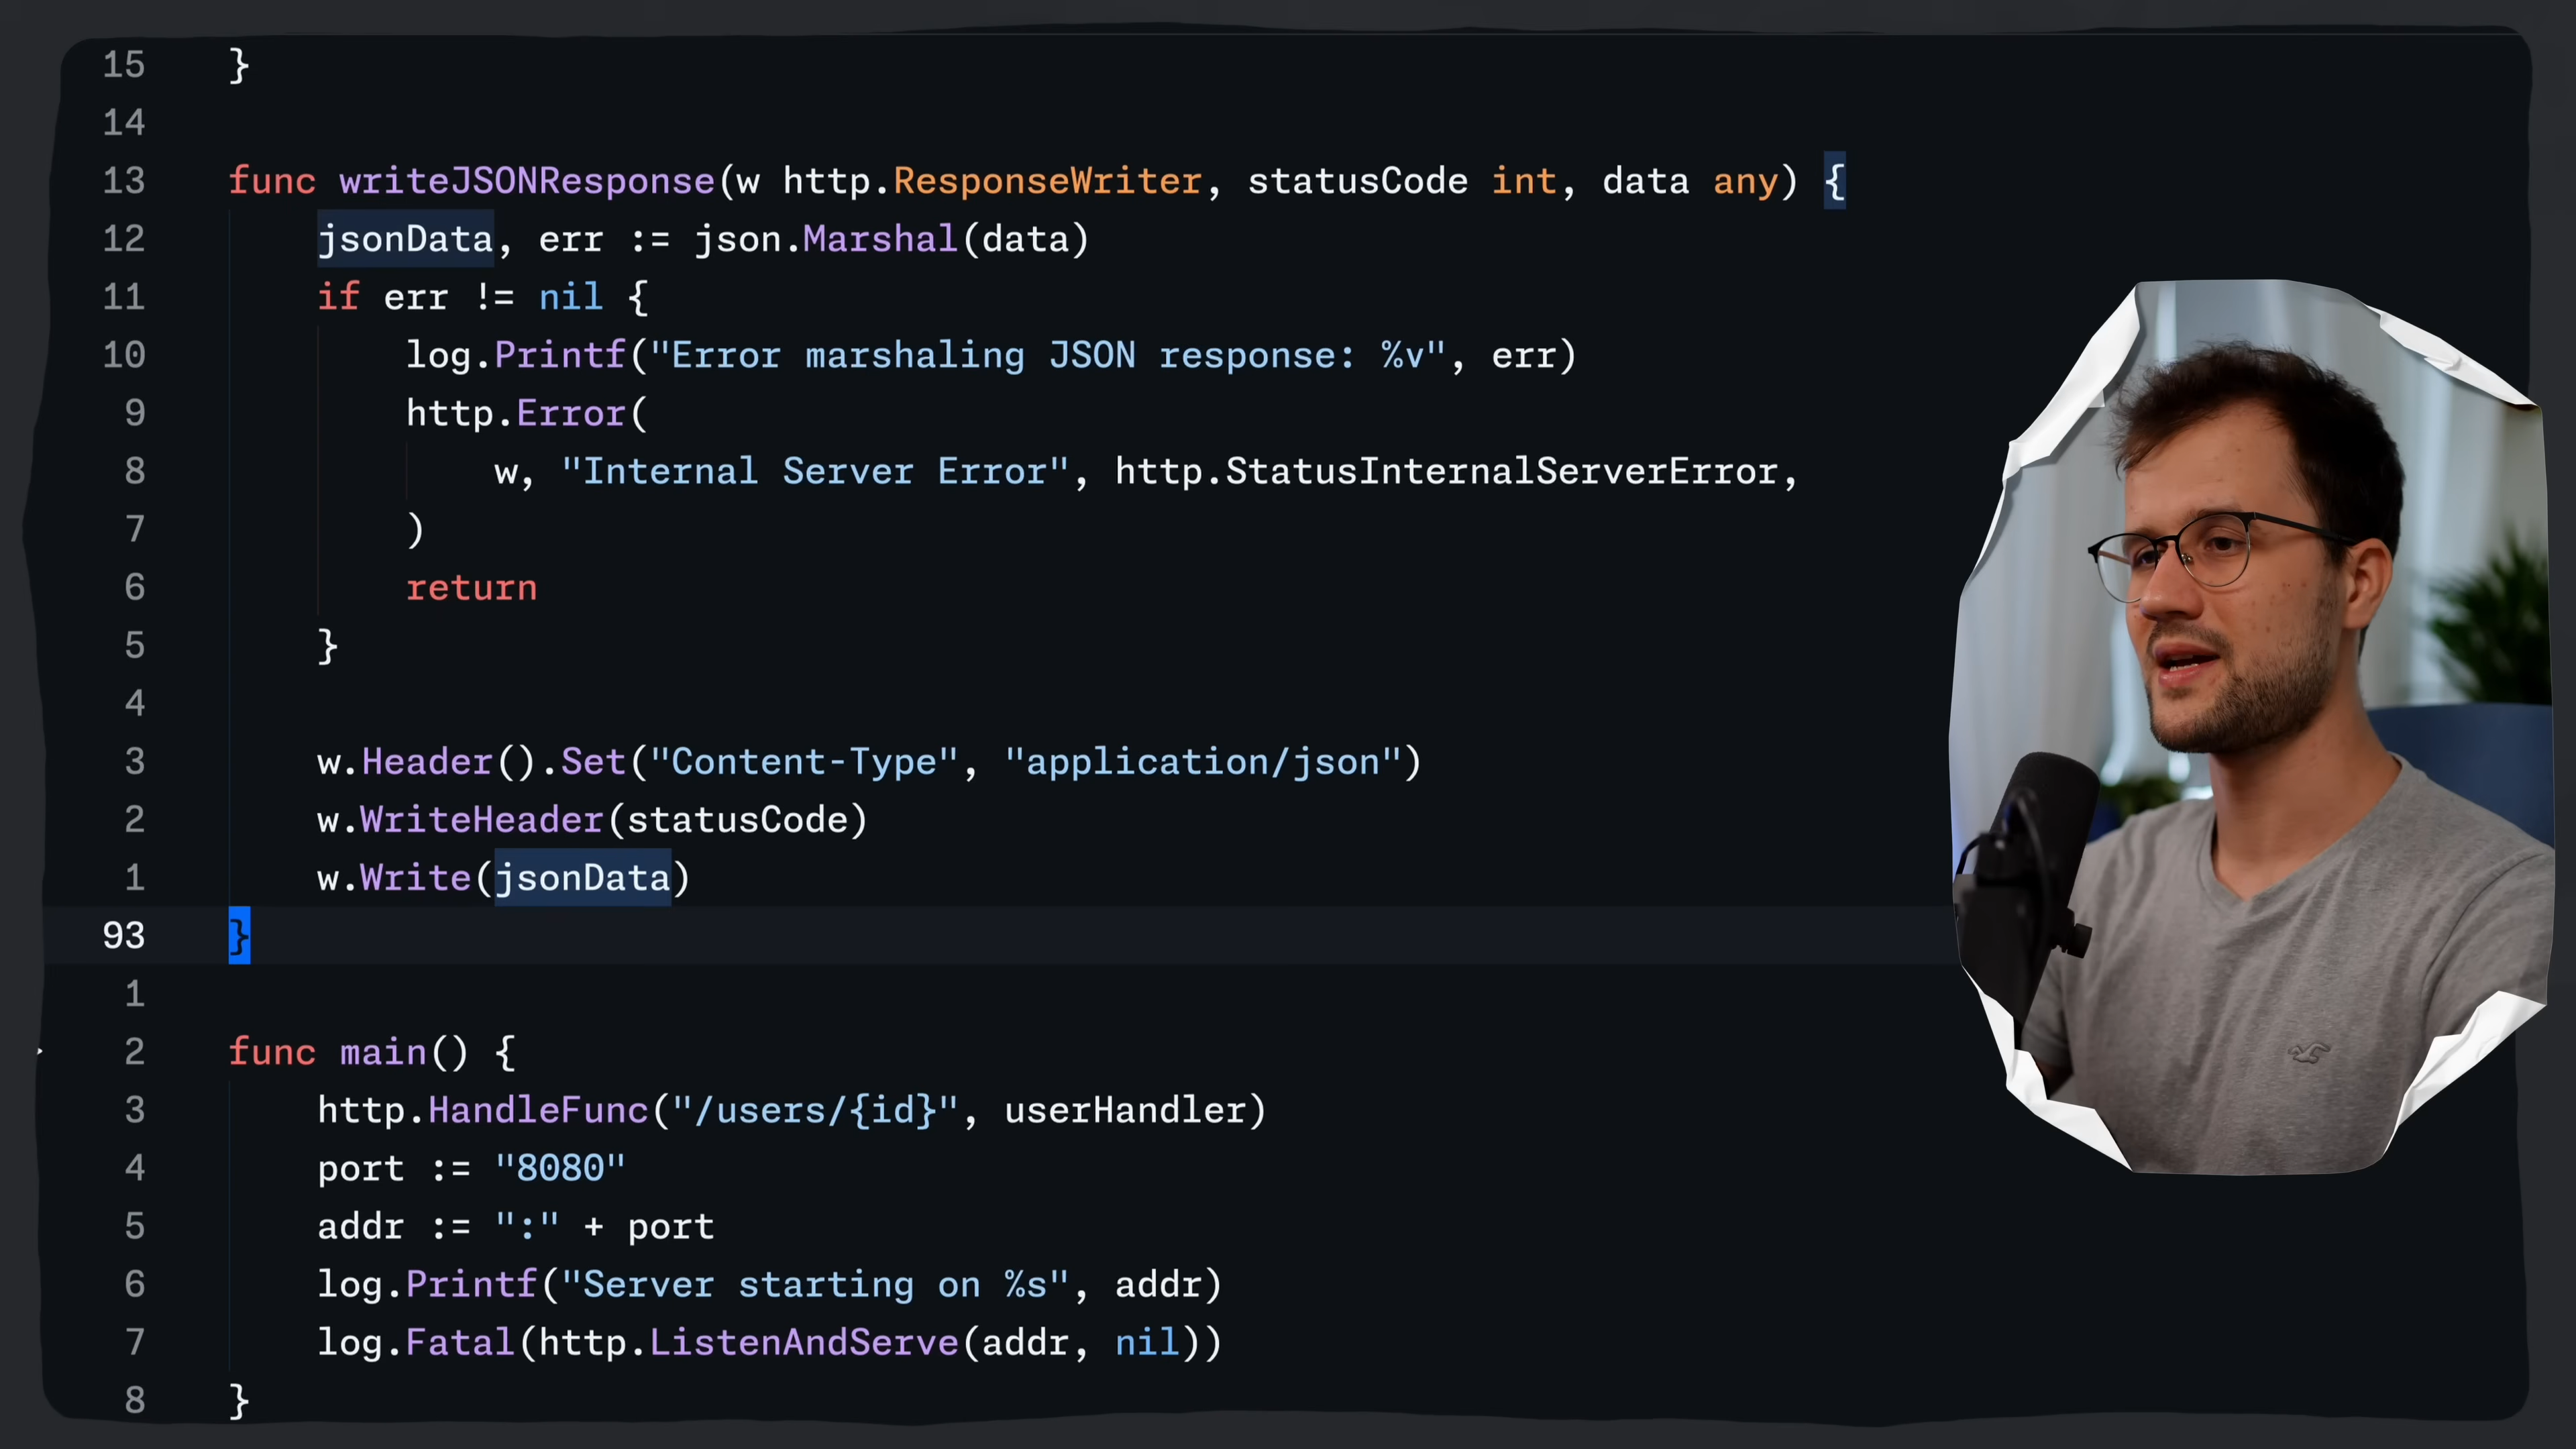 15 }
14
13 func writeJSONResponse(w http.ResponseWriter, statusCode int, data any) {
12 jsonData, err := json.Marshal(data)
11 if err != nil {
10 log.Printf("Error marshaling JSON response: %v", err)
9 http.Error(
8 w, "Internal Server Error", http.StatusInternalServerError,
7 )
6 return
5 }
4
3 w.Header().Set("Content-Type", "application/json")
2 w.WriteHeader(statusCode)
1 w.Write(jsonData)
93 }
1
2 func main() {
3 http.HandleFunc("/users/{id}", userHandler)
4 port := "8080"
5 addr := ":" + port
6 log.Printf("Server starting on %s", addr)
7 log.Fatal(http.ListenAndServe(addr, nil))
8 }